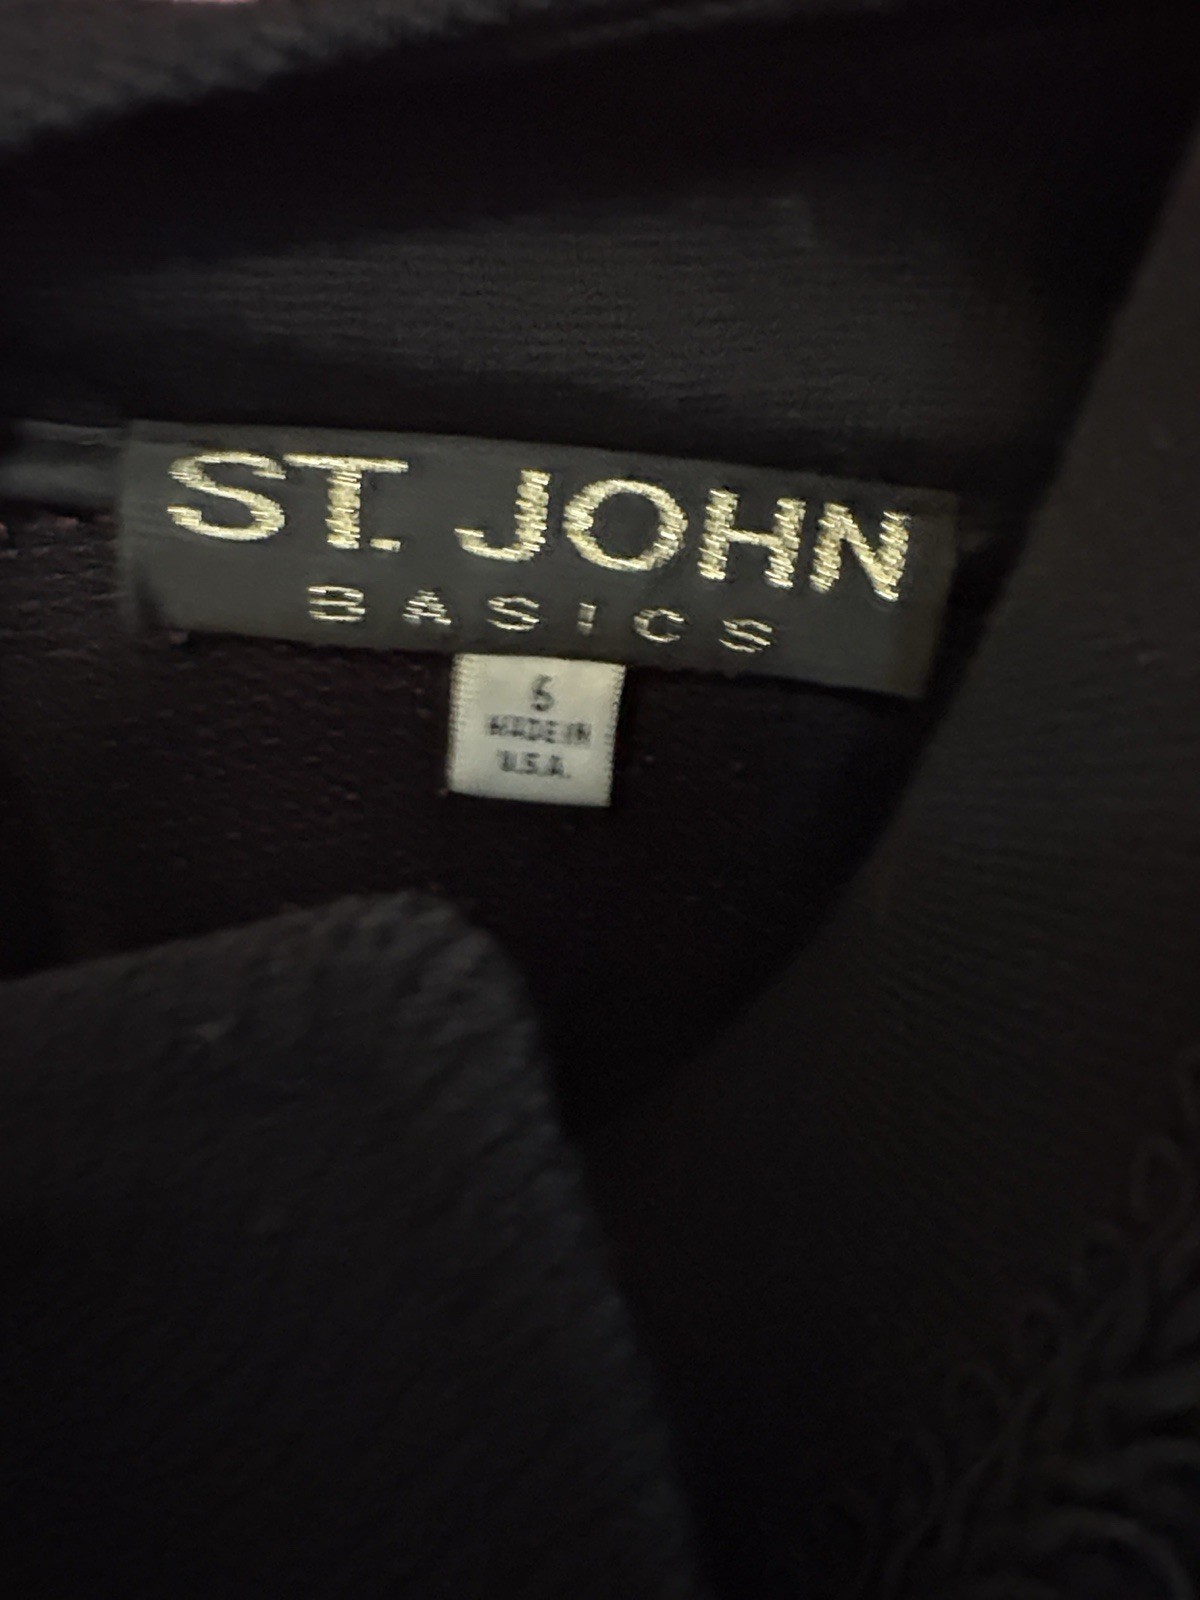 ST. JOHN
BASICS
6
MADE IN
U.S.A.